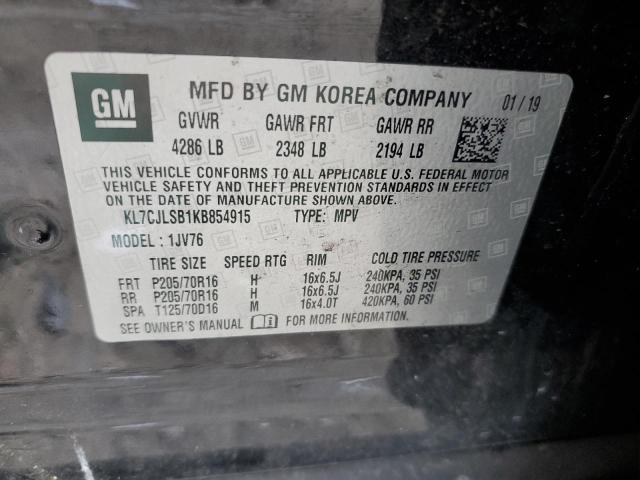 GM
MFD BY GM KOREA COMPANY 01 / 19
GVWR GAWR FRT GAWR RR
4286 LB 2348 LB 2194 LB
THIS VEHICLE CONFORMS TO ALL APPLICABLE U.S. FEDERAL MOTOR
VEHICLE SAFETY AND THEFT PREVENTION STANDARDS IN EFFECT
ON THE DATE OF MANUFACTURE SHOWN ABOVE.
KL7CJLSB1KB854915 TYPE: MPV
MODEL : 1JV76
TIRE SIZE SPEED RTG RIM COLD TIRE PRESSURE
FRT P205/70R16 H 16x6.5J 240KPA, 35 PSI
RR P205/70R16 H 16x6.5J 240KPA, 35 PSI
SPA T125/70D16 M 16x4.0T 420KPA, 60 PSI
SEE OWNER'S MANUAL FOR MORE INFORMATION.